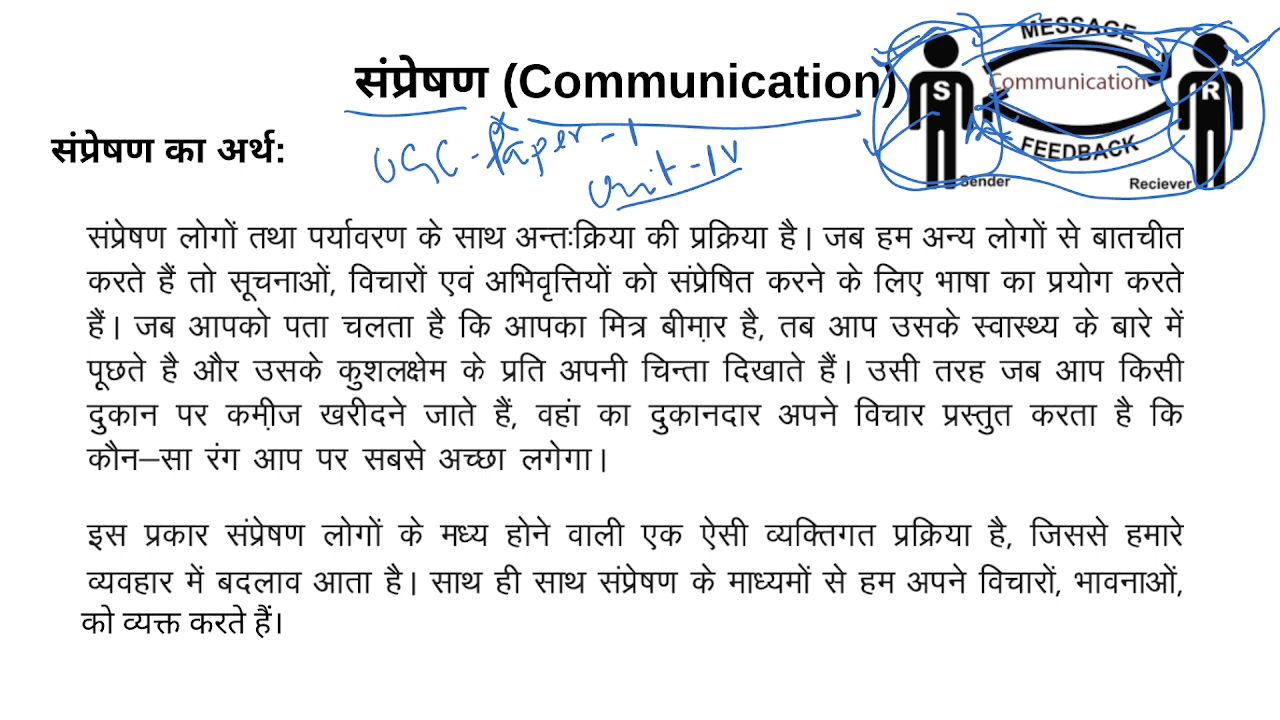 संप्रेषण (Communication)
MESSAGE
S
Communication
R
FEEDBACK
Sender
Reciever
UGC - Paper - 1
Unit - IV
संप्रेषण का अर्थ:
संप्रेषण लोगों तथा पर्यावरण के साथ अन्तःक्रिया की प्रक्रिया है। जब हम अन्य लोगों से बातचीत
करते हैं तो सूचनाओं, विचारों एवं अभिवृत्तियों को संप्रेषित करने के लिए भाषा का प्रयोग करते
हैं। जब आपको पता चलता है कि आपका मित्र बीमा़र है, तब आप उसके स्वास्थ्य के बारे में
पूछते है और उसके कुशलक्षेम के प्रति अपनी चिन्ता दिखाते हैं। उसी तरह जब आप किसी
दुकान पर कमी़ज खरीदने जाते हैं, वहां का दुकानदार अपने विचार प्रस्तुत करता है कि
कौन–सा रंग आप पर सबसे अच्छा लगेगा।
इस प्रकार संप्रेषण लोगों के मध्य होने वाली एक ऐसी व्यक्तिगत प्रक्रिया है, जिससे हमारे
व्यवहार में बदलाव आता है। साथ ही साथ संप्रेषण के माध्यमों से हम अपने विचारों, भावनाओं,
को व्यक्त करते हैं।